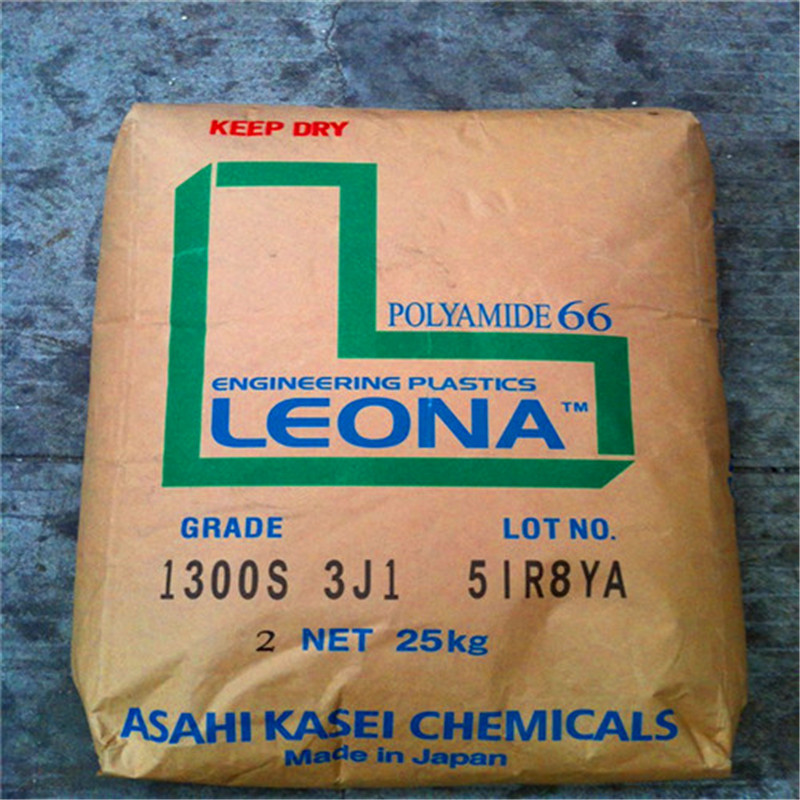 KEEP DRY
POLYAMIDE 66
ENGINEERING PLASTICS
LEONA™
GRADE LOT NO.
1300S 3J1 51R8YA
2 NET 25kg
ASAHI KASEI CHEMICALS
Made in Japan